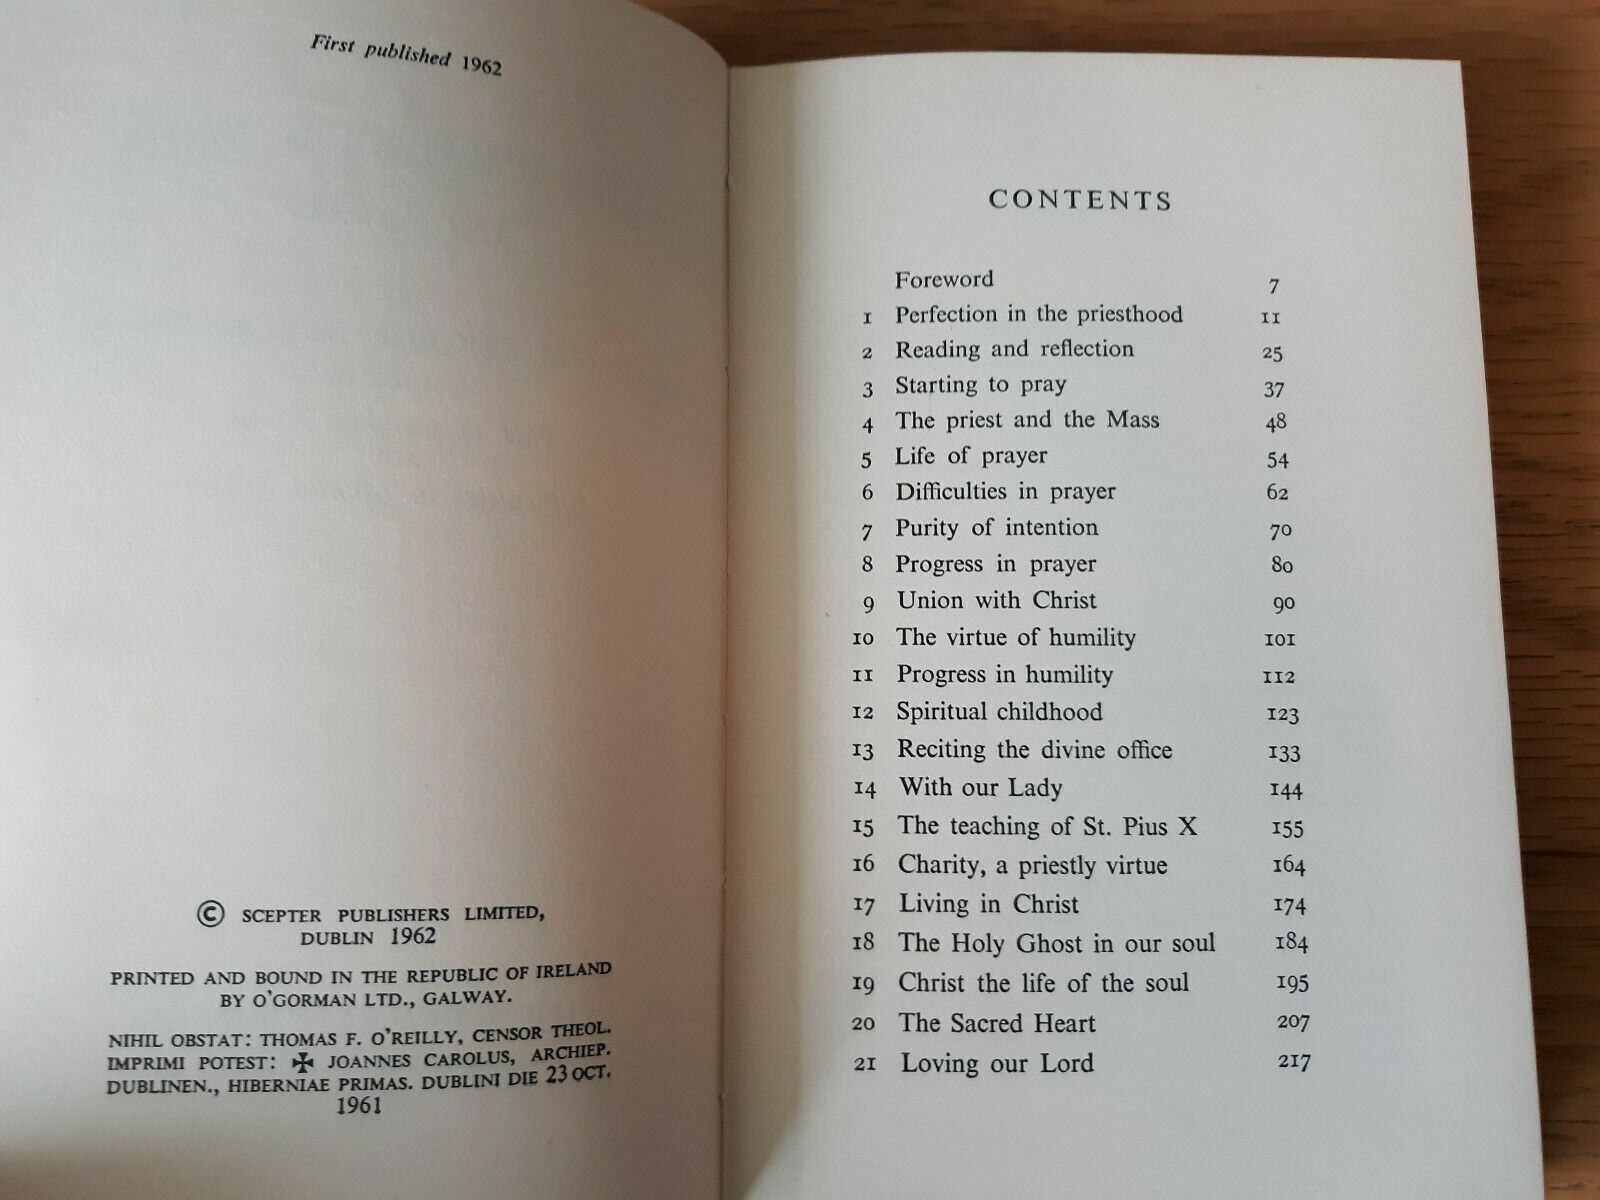 First published 1962
© SCEPTER PUBLISHERS LIMITED,
DUBLIN 1962
PRINTED AND BOUND IN THE REPUBLIC OF IRELAND
BY O'GORMAN LTD., GALWAY.
NIHIL OBSTAT: THOMAS F. O'REILLY, CENSOR THEOL.
IMPRIMI POTEST: ✠ JOANNES CAROLUS, ARCHIEP.
DUBLINEN., HIBERNIAE PRIMAS. DUBLINI DIE 23 OCT.
1961
CONTENTS
Foreword 7
1 Perfection in the priesthood 11
2 Reading and reflection 25
3 Starting to pray 37
4 The priest and the Mass 48
5 Life of prayer 54
6 Difficulties in prayer 62
7 Purity of intention 70
8 Progress in prayer 80
9 Union with Christ 90
10 The virtue of humility 101
11 Progress in humility 112
12 Spiritual childhood 123
13 Reciting the divine office 133
14 With our Lady 144
15 The teaching of St. Pius X 155
16 Charity, a priestly virtue 164
17 Living in Christ 174
18 The Holy Ghost in our soul 184
19 Christ the life of the soul 195
20 The Sacred Heart 207
21 Loving our Lord 217